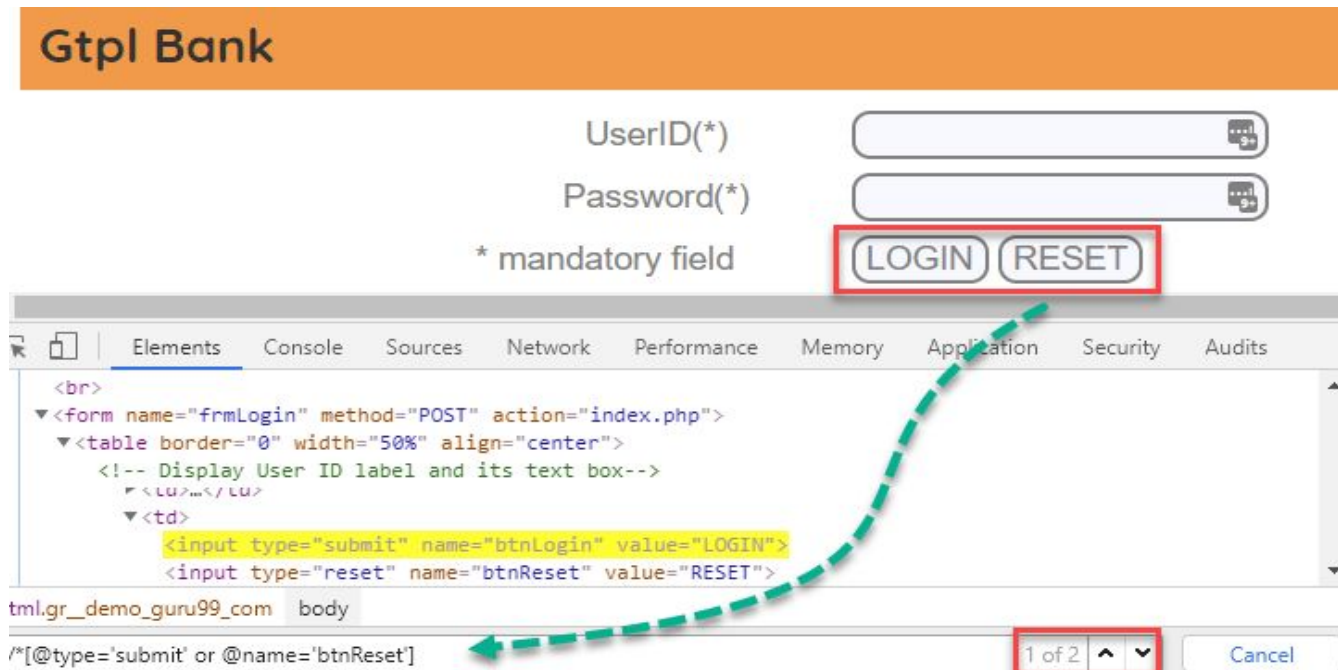 Gtpl Bank
UserID(*)
Password(*)
* mandatory field LOGIN RESET
Elements Console Sources Network Performance Memory Application Security Audits
<br>
▼<form name="frmLogin" method="POST" action="index.php">
▼<table border="0" width="50%" align="center">
<!-- Display User ID label and its text box-->
▶<td>…</td>
▼<td>
<input type="submit" name="btnLogin" value="LOGIN">
<input type="reset" name="btnReset" value="RESET">
tml.gr__demo_guru99_com body
/*[@type='submit' or @name='btnReset'] 1 of 2 Cancel